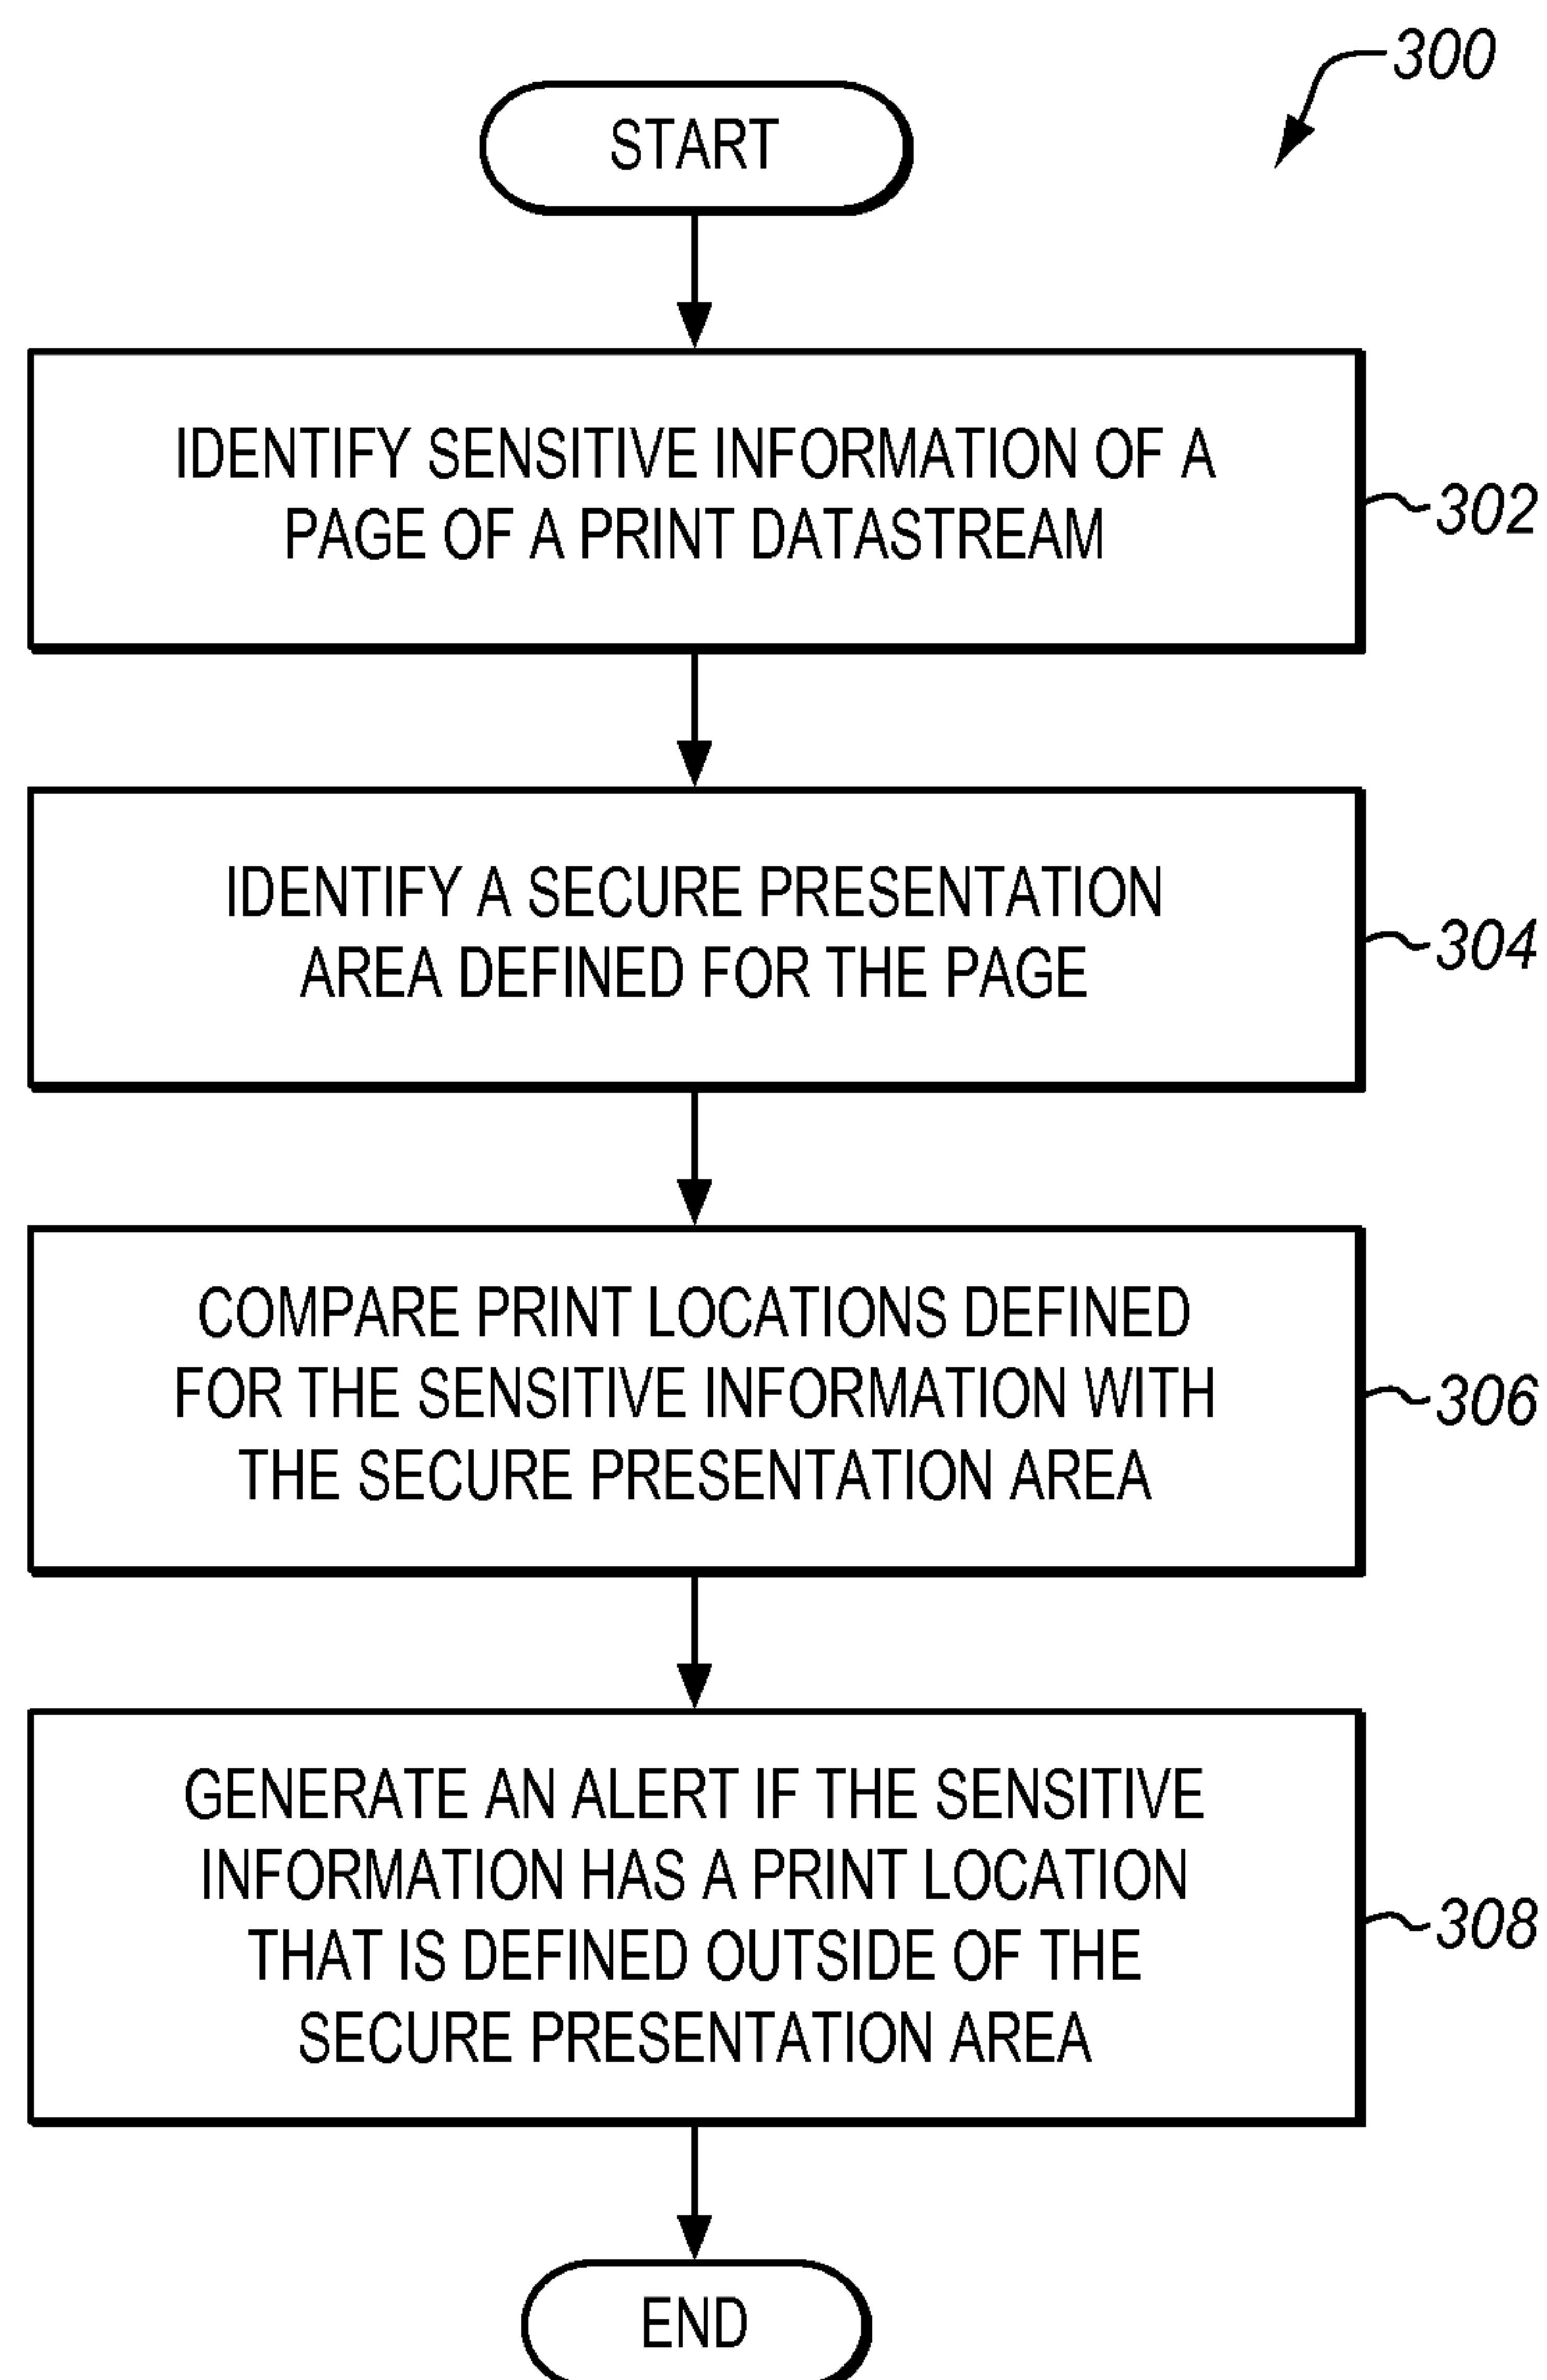 300
START
IDENTIFY SENSITIVE INFORMATION OF A
PAGE OF A PRINT DATASTREAM
302
IDENTIFY A SECURE PRESENTATION
AREA DEFINED FOR THE PAGE
304
COMPARE PRINT LOCATIONS DEFINED
FOR THE SENSITIVE INFORMATION WITH
THE SECURE PRESENTATION AREA
306
GENERATE AN ALERT IF THE SENSITIVE
INFORMATION HAS A PRINT LOCATION
THAT IS DEFINED OUTSIDE OF THE
SECURE PRESENTATION AREA
308
END